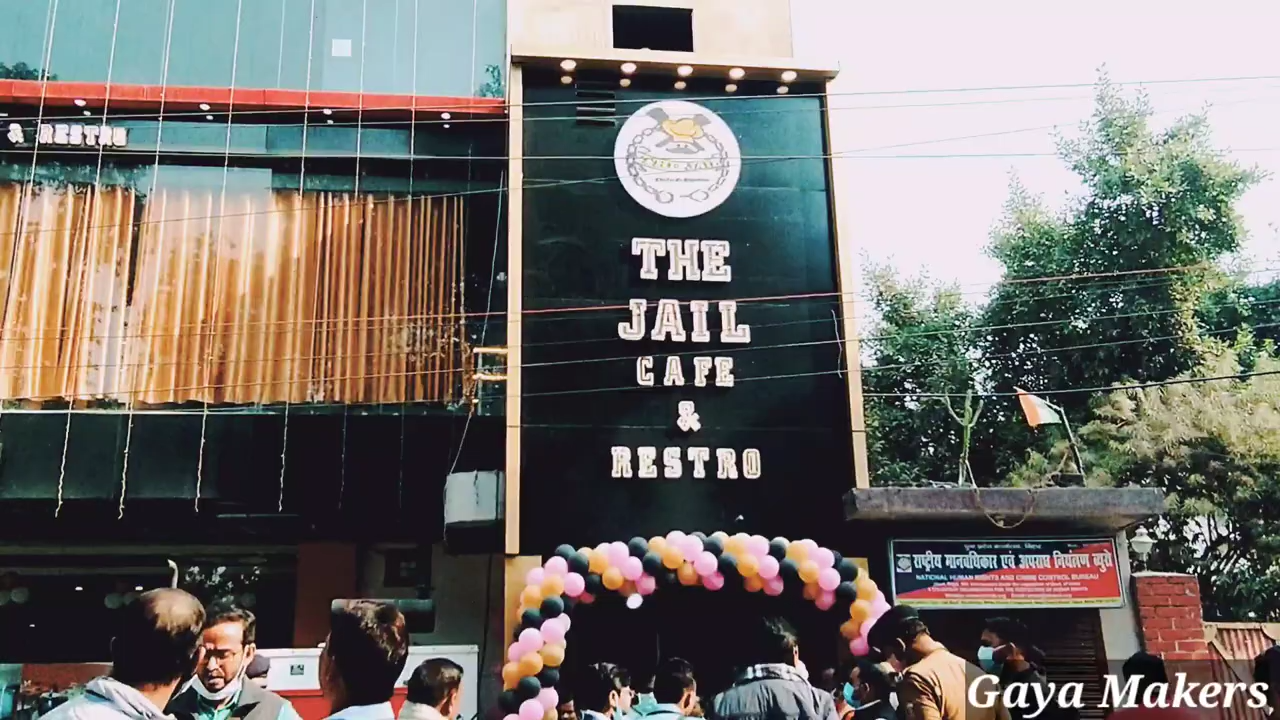 & RESTRO
THE
JAIL
CAFE
&
RESTRO
राष्ट्रीय मानवाधिकार एवं अपराध नियंत्रण ब्यूरो
NATIONAL HUMAN RIGHTS AND CRIME CONTROL BUREAU
Gaya Makers